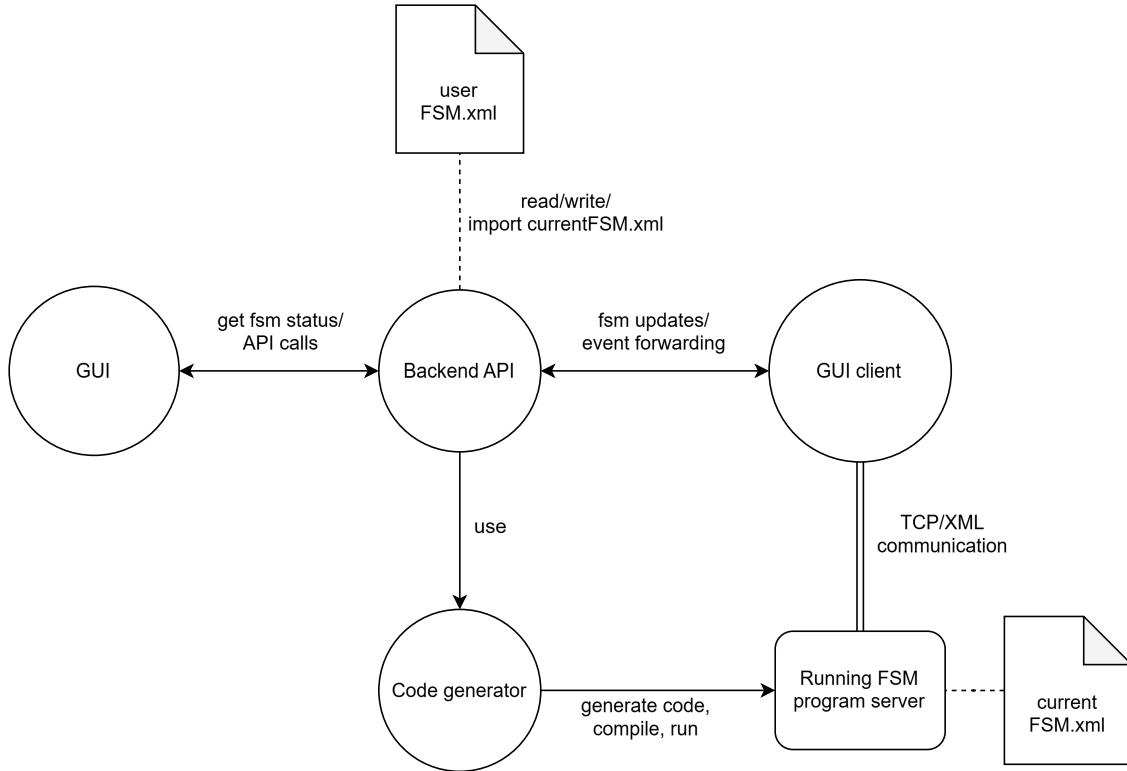 user
FSM.xml
read/write/
import currentFSM.xml
get fsm status/
API calls
fsm updates/
event forwarding
GUI
Backend API
GUI client
use
TCP/XML
communication
Code generator
generate code,
compile, run
Running FSM
program server
current
FSM.xml